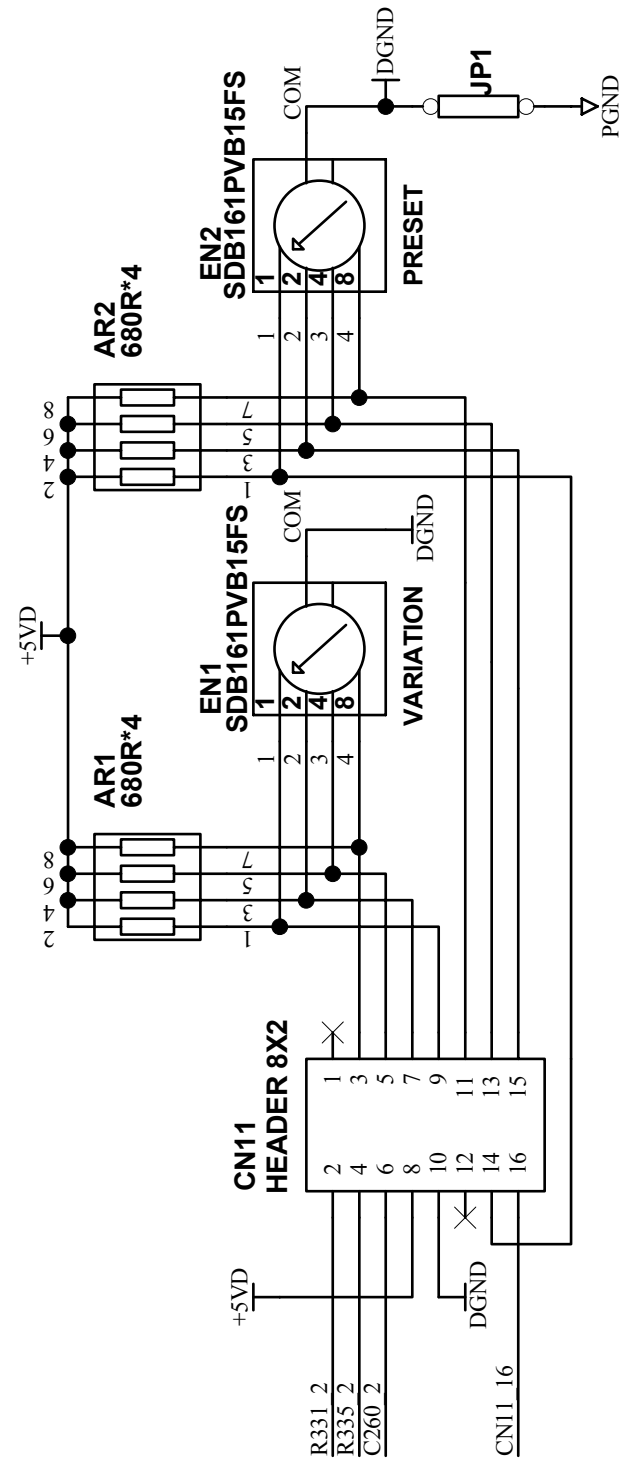 CN11
HEADER 8X2
2
4
6
8
10
12
14
16
1
3
5
7
9
11
13
15
+5VD
DGND
R331_2
R335_2
C260_2
CN11_16
AR1
680R*4
2
4
6
8
1
3
5
7
+5VD
EN1
SDB161PVB15FS
1
2
3
4
1
2
4
8
COM
DGND
VARIATION
AR2
680R*4
2
4
6
8
1
3
5
7
EN2
SDB161PVB15FS
1
2
3
4
1
2
4
8
COM
DGND
PRESET
JP1
PGND